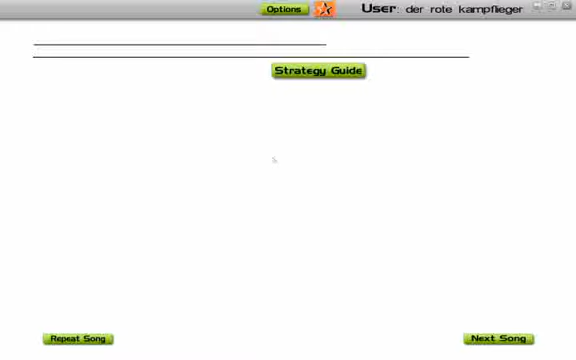 Options
User: der rote kampflieger
Strategy Guide
Repeat Song
Next Song